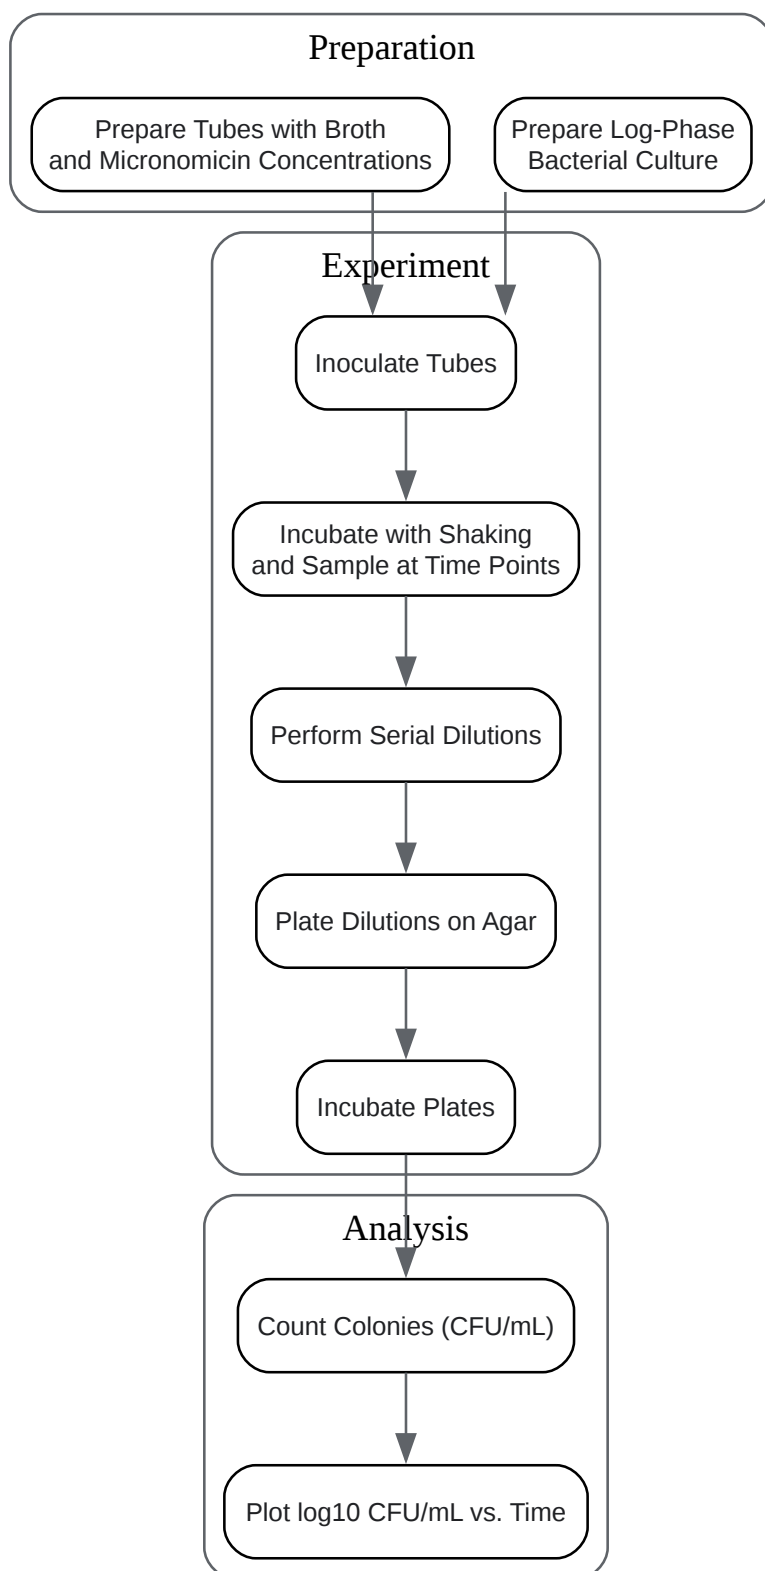 Preparation
Prepare Tubes with Broth
and Micronomicin Concentrations
Prepare Log-Phase
Bacterial Culture
Experiment
Inoculate Tubes
Incubate with Shaking
and Sample at Time Points
Perform Serial Dilutions
Plate Dilutions on Agar
Incubate Plates
Analysis
Count Colonies (CFU/mL)
Plot log10 CFU/mL vs. Time